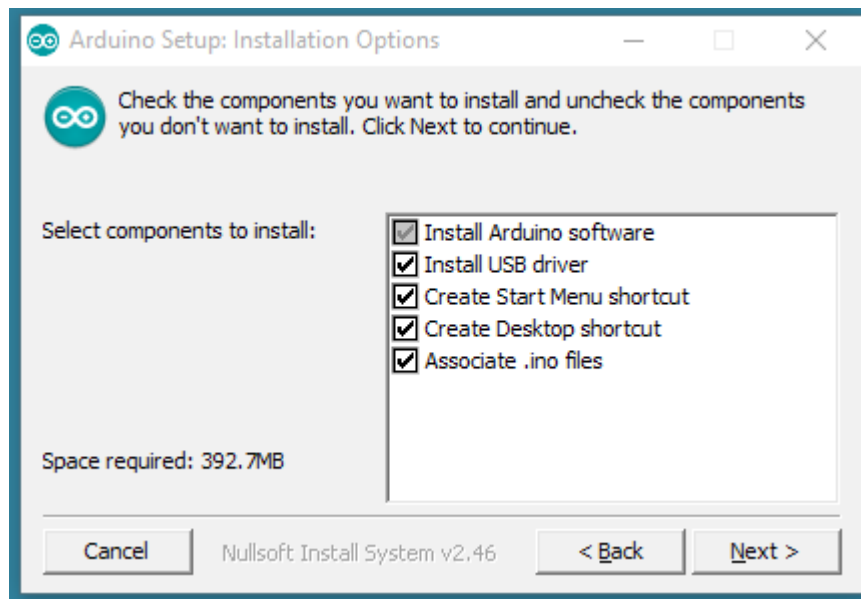 Arduino Setup: Installation Options
Check the components you want to install and uncheck the components
you don't want to install. Click Next to continue.
Select components to install:
Install Arduino software
Install USB driver
Create Start Menu shortcut
Create Desktop shortcut
Associate .ino files
Space required: 392.7MB
Cancel
Nullsoft Install System v2.46
< Back
Next >